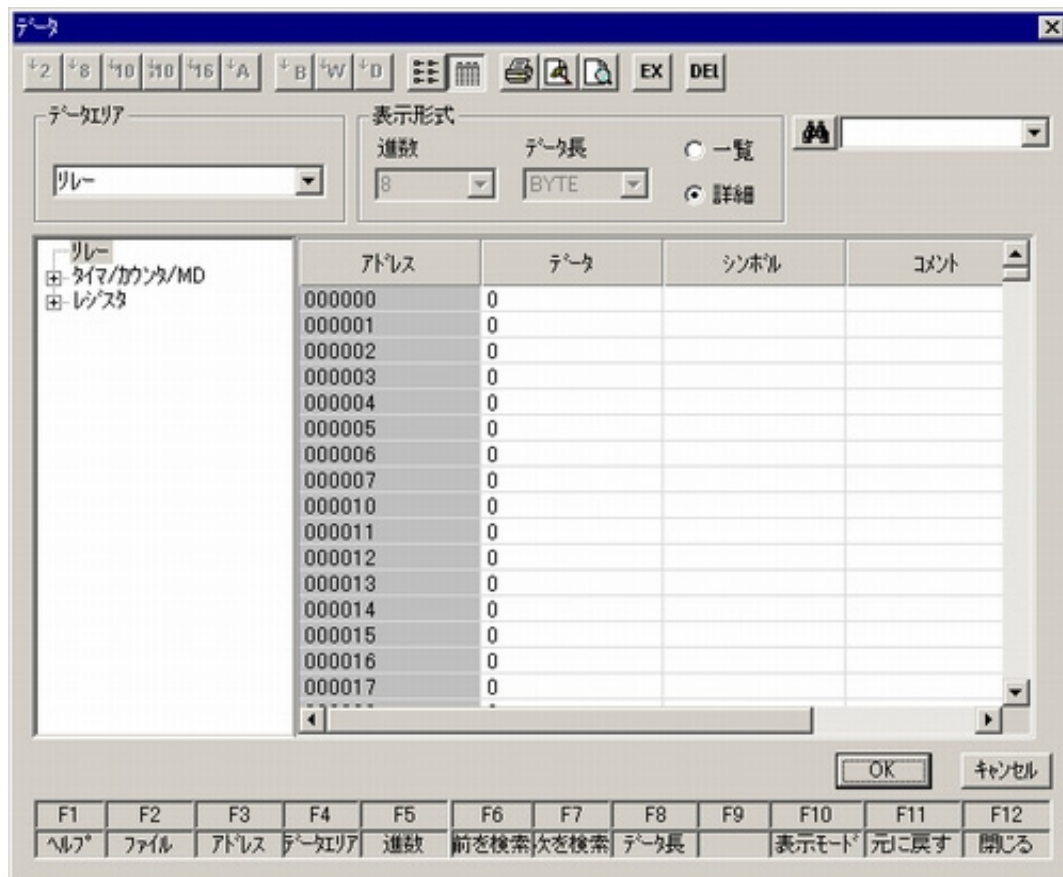 データ
2 8 10 ±10 16 A B W D EX DEL
データエリア
リレー
表示形式
進数 データ長
8 BYTE
一覧
詳細
リレー
タイマ/カウンタ/MD
レジスタ
アドレス データ シンボル コメント
000000 0
000001 0
000002 0
000003 0
000004 0
000005 0
000006 0
000007 0
000010 0
000011 0
000012 0
000013 0
000014 0
000015 0
000016 0
000017 0
OK キャンセル
F1 F2 F3 F4 F5 F6 F7 F8 F9 F10 F11 F12
ヘルプ ファイル アドレス データエリア 進数 前を検索 次を検索 データ長 表示モード 元に戻す 閉じる